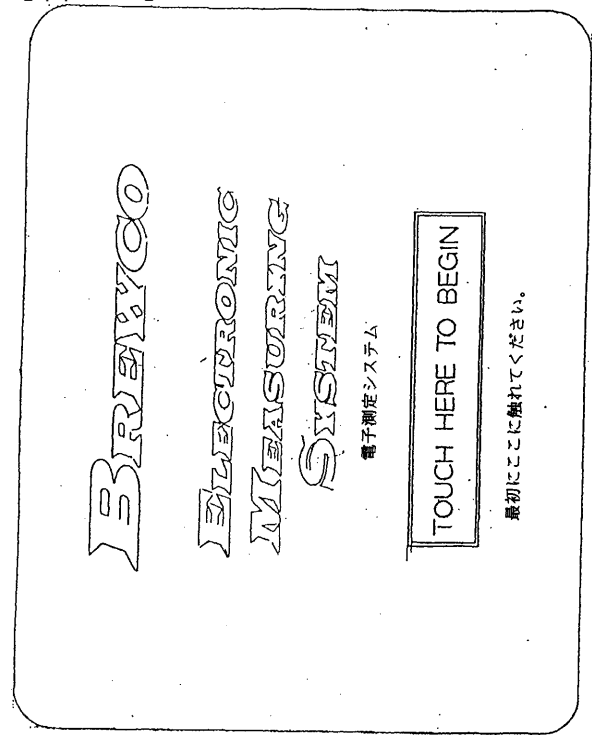 BREWCO
ELECTRONIC
MEASURING
SYSTEM
電子測定システム
TOUCH HERE TO BEGIN
最初にここに触れてください。